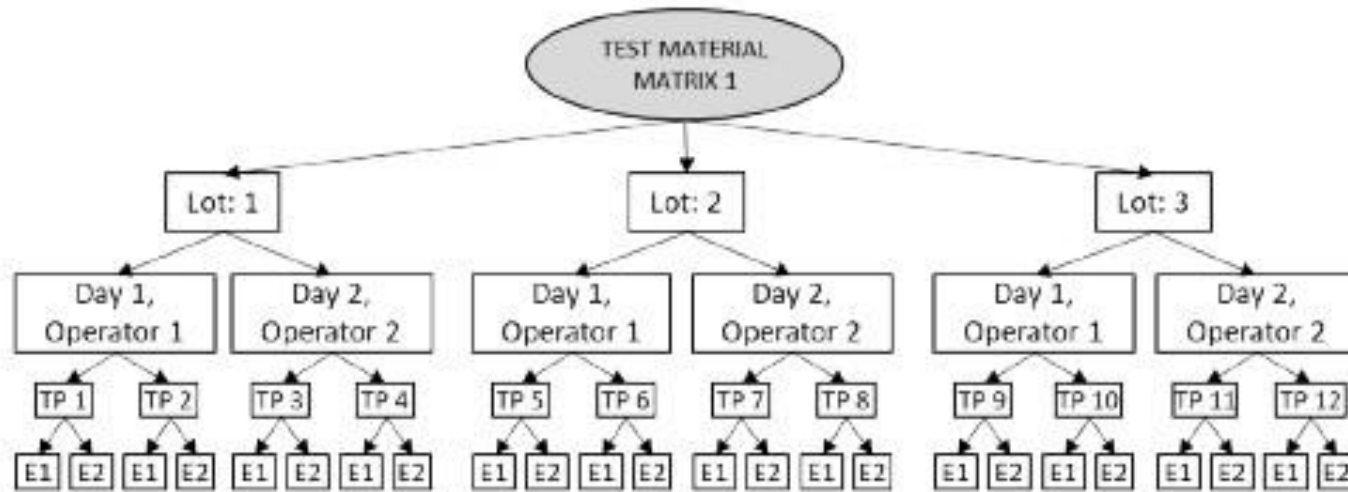 TEST MATERIAL
MATRIX 1
Lot: 1
Lot: 2
Lot: 3
Day 1,
Operator 1
Day 2,
Operator 2
Day 1,
Operator 1
Day 2,
Operator 2
Day 1,
Operator 1
Day 2,
Operator 2
TP 1
TP 2
TP 3
TP 4
TP 5
TP 6
TP 7
TP 8
TP 9
TP 10
TP 11
TP 12
E1
E2
E1
E2
E1
E2
E1
E2
E1
E2
E1
E2
E1
E2
E1
E2
E1
E2
E1
E2
E1
E2
E1
E2